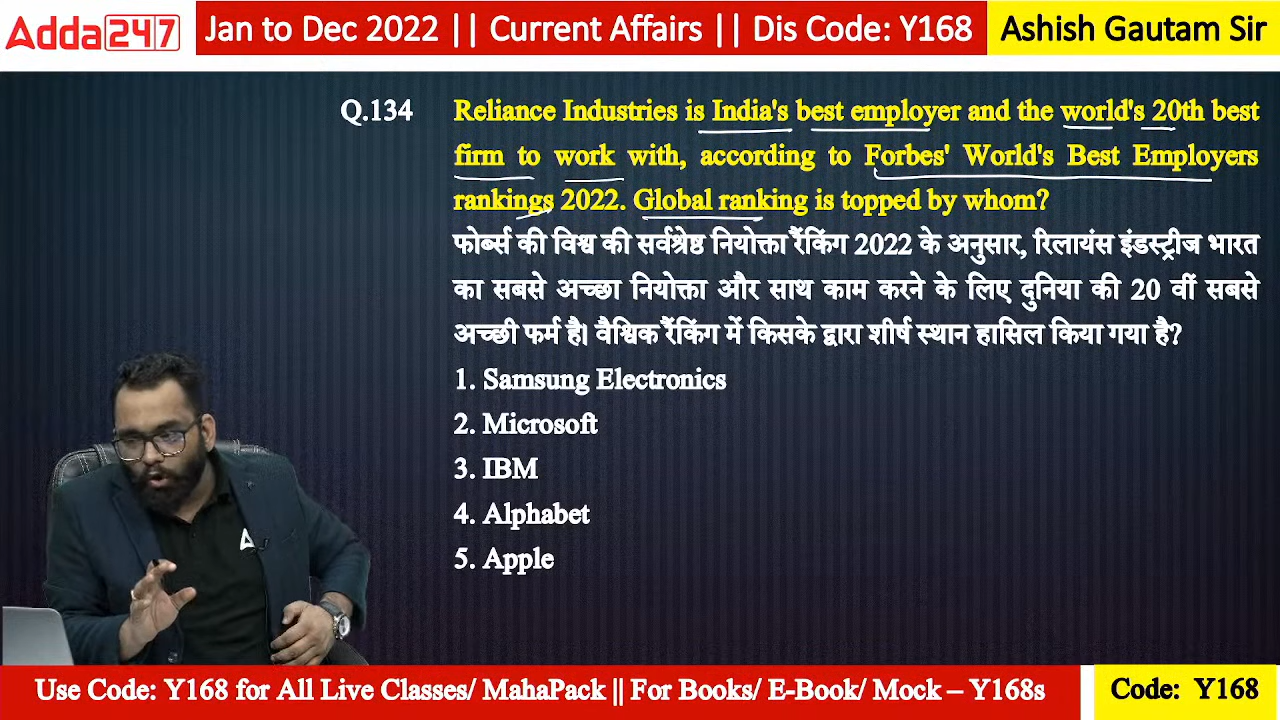 Adda247
Jan to Dec 2022 || Current Affairs || Dis Code: Y168
Ashish Gautam Sir
Q.134
Reliance Industries is India's best employer and the world's 20th best
firm to work with, according to Forbes' World's Best Employers
rankings 2022. Global ranking is topped by whom?
फोर्ब्स की विश्व की सर्वश्रेष्ठ नियोक्ता रैंकिंग 2022 के अनुसार, रिलायंस इंडस्ट्रीज भारत
का सबसे अच्छा नियोक्ता और साथ काम करने के लिए दुनिया की 20 वीं सबसे
अच्छी फर्म है। वैश्विक रैंकिंग में किसके द्वारा शीर्ष स्थान हासिल किया गया है?
1. Samsung Electronics
2. Microsoft
3. IBM
4. Alphabet
5. Apple
Use Code: Y168 for All Live Classes/ MahaPack || For Books/ E-Book/ Mock – Y168s
Code: Y168